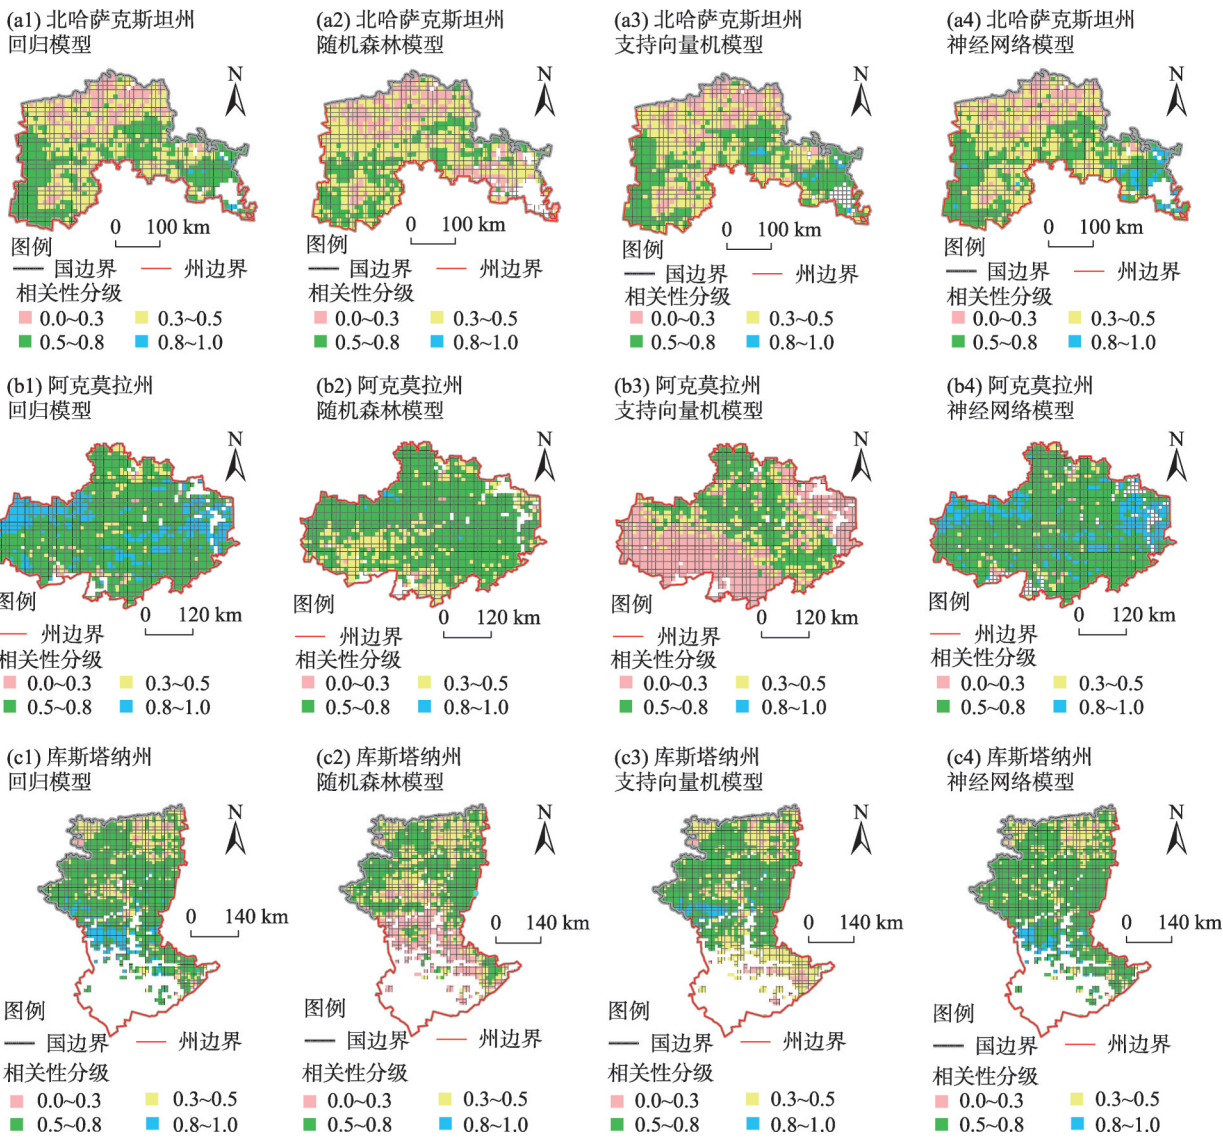 (a1) 北哈萨克斯坦州
回归模型
N
0 100 km
图例
国边界 州边界
相关性分级
0.0~0.3 0.3~0.5
0.5~0.8 0.8~1.0
(a2) 北哈萨克斯坦州
随机森林模型
N
0 100 km
图例
国边界 州边界
相关性分级
0.0~0.3 0.3~0.5
0.5~0.8 0.8~1.0
(a3) 北哈萨克斯坦州
支持向量机模型
N
0 100 km
图例
国边界 州边界
相关性分级
0.0~0.3 0.3~0.5
0.5~0.8 0.8~1.0
(a4) 北哈萨克斯坦州
神经网络模型
N
0 100 km
图例
国边界 州边界
相关性分级
0.0~0.3 0.3~0.5
0.5~0.8 0.8~1.0
(b1) 阿克莫拉州
回归模型
N
图例
0 120 km
州边界
相关性分级
0.0~0.3 0.3~0.5
0.5~0.8 0.8~1.0
(b2) 阿克莫拉州
随机森林模型
N
图例
0 120 km
州边界
相关性分级
0.0~0.3 0.3~0.5
0.5~0.8 0.8~1.0
(b3) 阿克莫拉州
支持向量机模型
N
图例
0 120 km
州边界
相关性分级
0.0~0.3 0.3~0.5
0.5~0.8 0.8~1.0
(b4) 阿克莫拉州
神经网络模型
N
图例
0 120 km
州边界
相关性分级
0.0~0.3 0.3~0.5
0.5~0.8 0.8~1.0
(c1) 库斯塔纳州
回归模型
N
0 140 km
图例
国边界 州边界
相关性分级
0.0~0.3 0.3~0.5
0.5~0.8 0.8~1.0
(c2) 库斯塔纳州
随机森林模型
N
0 140 km
图例
国边界 州边界
相关性分级
0.0~0.3 0.3~0.5
0.5~0.8 0.8~1.0
(c3) 库斯塔纳州
支持向量机模型
N
0 140 km
图例
国边界 州边界
相关性分级
0.0~0.3 0.3~0.5
0.5~0.8 0.8~1.0
(c4) 库斯塔纳州
神经网络模型
N
0 140 km
图例
国边界 州边界
相关性分级
0.0~0.3 0.3~0.5
0.5~0.8 0.8~1.0